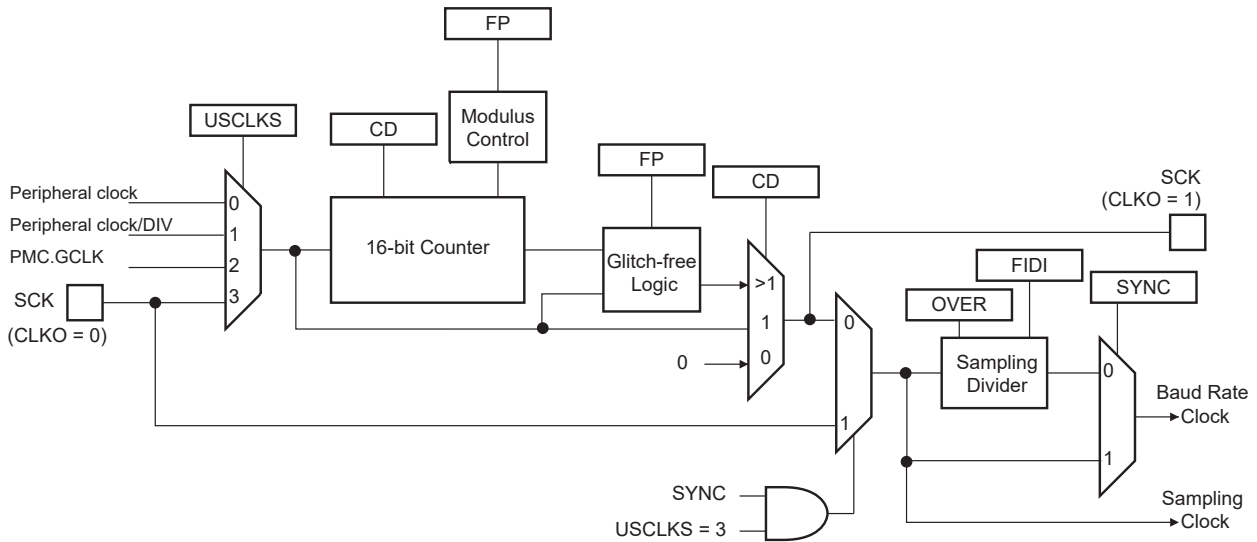 FP
USCLKS
CD
Modulus
Control
FP
CD
SCK
(CLKO = 1)
Peripheral clock
0
Peripheral clock/DIV
1
PMC.GCLK
2
SCK
3
(CLKO = 0)
16-bit Counter
Glitch-free
Logic
>1
1
0
0
FIDI
OVER
SYNC
0
1
Sampling
Divider
0
1
Baud Rate
Clock
SYNC
USCLKS = 3
Sampling
Clock